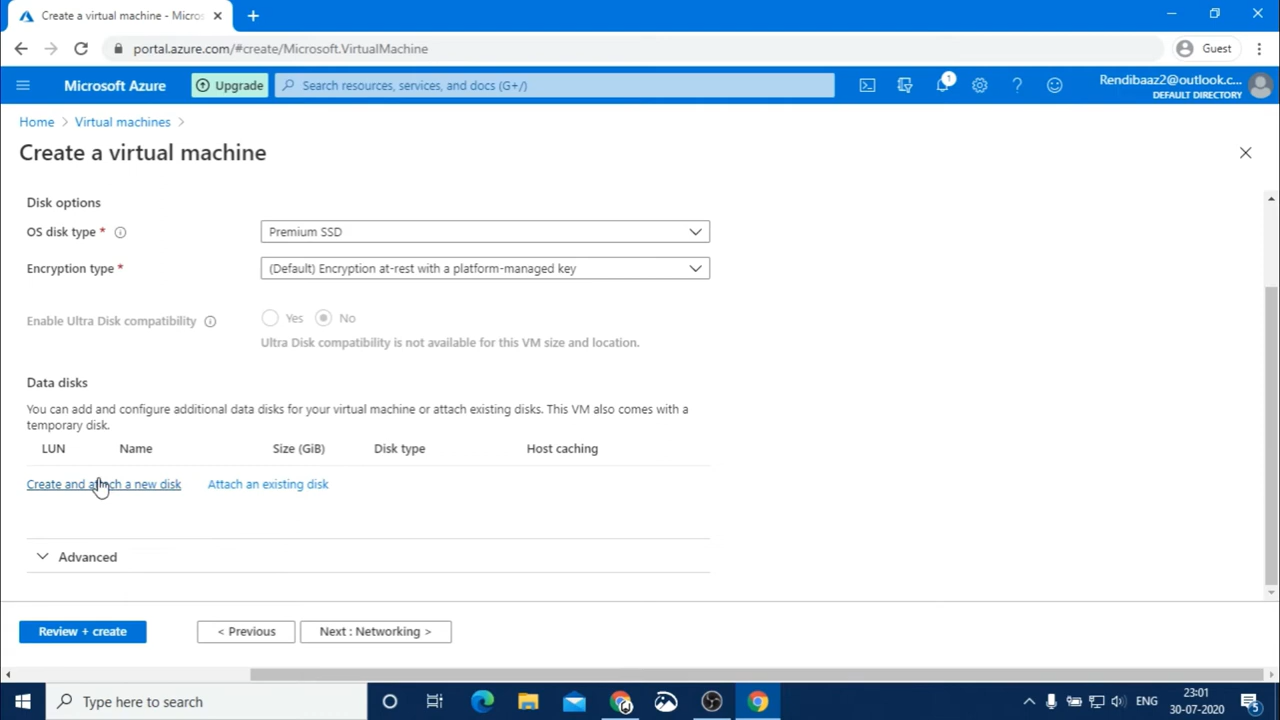 Create a virtual machine - Micros
portal.azure.com/#create/Microsoft.VirtualMachine
Guest
Microsoft Azure
Upgrade
Search resources, services, and docs (G+/)
1
Rendibaaz2@outlook.c...
DEFAULT DIRECTORY
Home > Virtual machines >
Create a virtual machine
Disk options
OS disk type *
Premium SSD
Encryption type *
(Default) Encryption at-rest with a platform-managed key
Enable Ultra Disk compatibility
Yes
No
Ultra Disk compatibility is not available for this VM size and location.
Data disks
You can add and configure additional data disks for your virtual machine or attach existing disks. This VM also comes with a
temporary disk.
LUN Name Size (GiB) Disk type Host caching
Create and attach a new disk Attach an existing disk
Advanced
Review + create < Previous Next : Networking >
Type here to search
ENG
23:01
30-07-2020
5